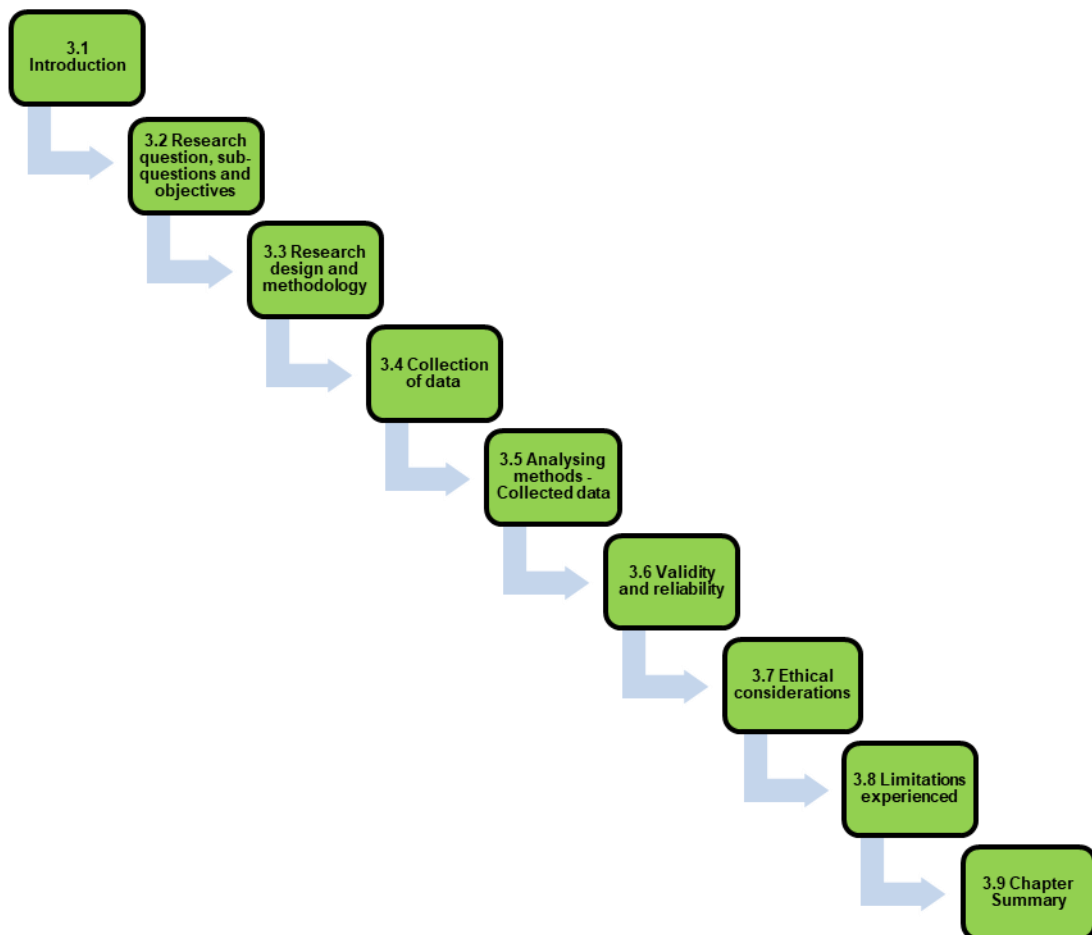 3.1
Introduction
3.2 Research
question, sub-
questions and
objectives
3.3 Research
design and
methodology
3.4 Collection
of data
3.5 Analysing
methods -
Collected data
3.6 Validity
and reliability
3.7 Ethical
considerations
3.8 Limitations
experienced
3.9 Chapter
Summary